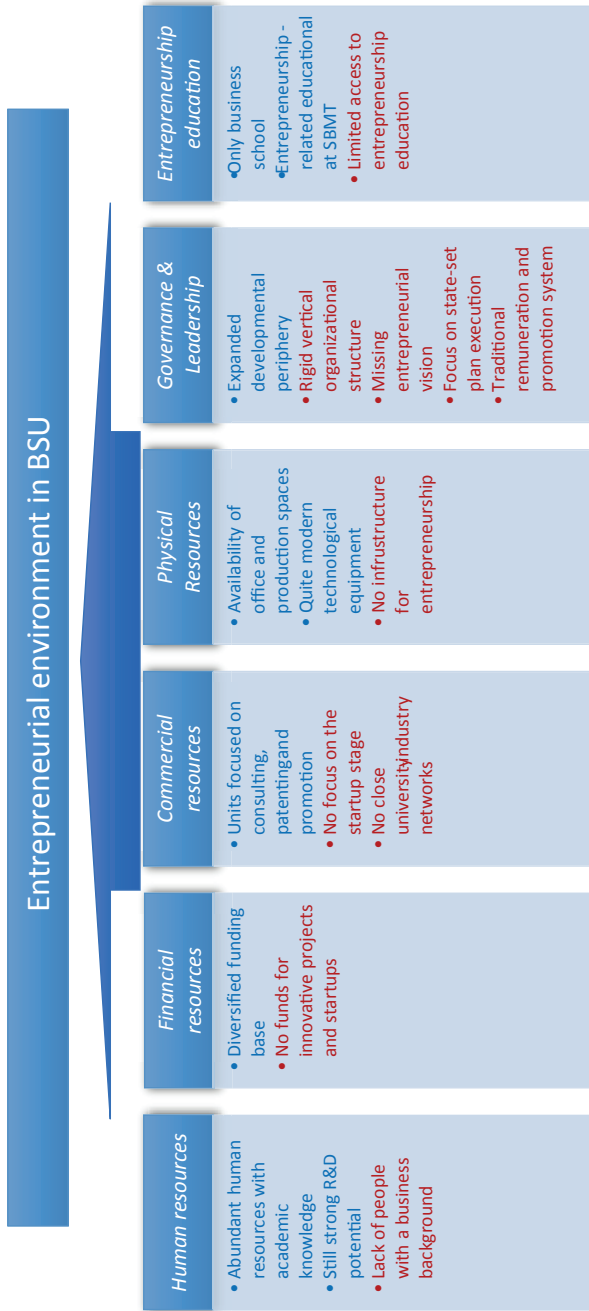 Entrepreneurial environment in BSU
Human resources
• Abundant human
resources with
academic
knowledge
• Still strong R&D
potential
• Lack of people
with a business
background
Financial
resources
• Diversified funding
base
• No funds for
innovative projects
and startups
Commercial
resources
• Units focused on
consulting,
patentingand
promotion
• No focus on the
startup stage
• No close
universityindustry
networks
Physical
Resources
• Availability of
office and
production spaces
• Quite modern
technological
equipment
• No infrustructure
for
entrepreneurship
Governance &
Leadership
• Expanded
developmental
periphery
• Rigid vertical
organizational
structure
• Missing
entrepreneurial
vision
• Focus on state-set
plan execution
• Traditional
remuneration and
promotion system
Entrepreneurship
education
•Only business
school
•Entrepreneurship -
related educational
at SBMT
• Limited access to
entrepreneurship
education